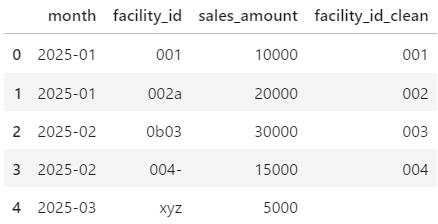 month facility_id sales_amount facility_id_clean
0 2025-01 001 10000 001
1 2025-01 002a 20000 002
2 2025-02 0b03 30000 003
3 2025-02 004- 15000 004
4 2025-03 xyz 5000